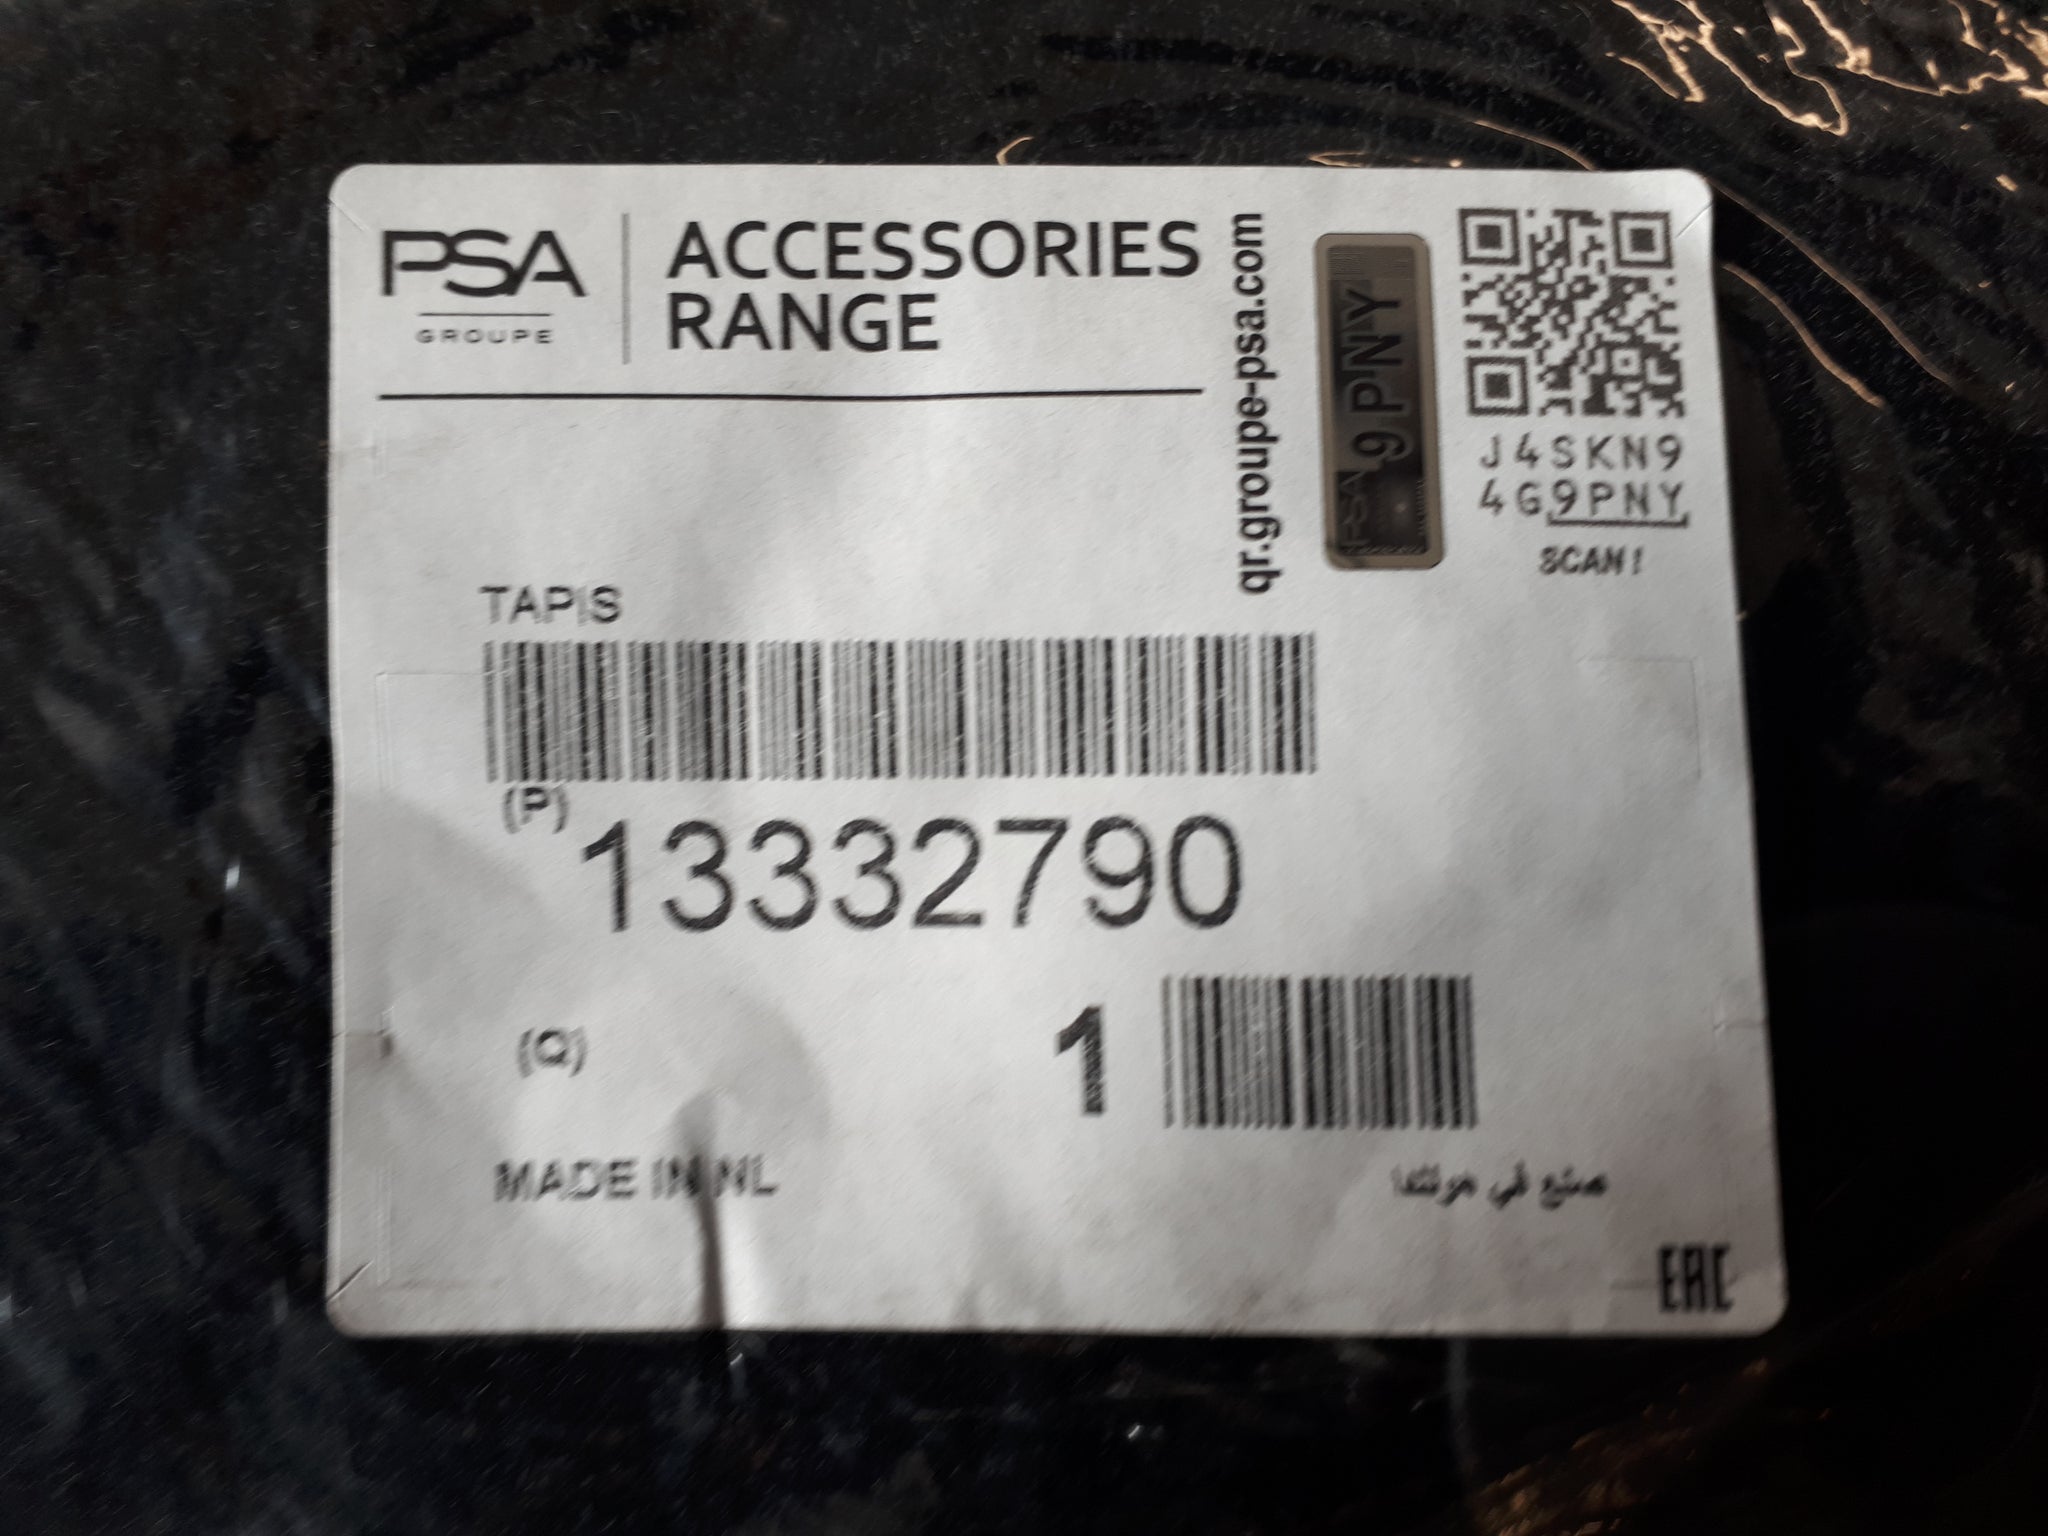 PSA
GROUPE
ACCESSORIES
RANGE
qr.groupe-psa.com
9PNY
PSA
J4SKN9
4G9PNY
SCAN!
TAPIS
(P)
13332790
(Q)
1
MADE IN NL
صنع في هولندا
EAC